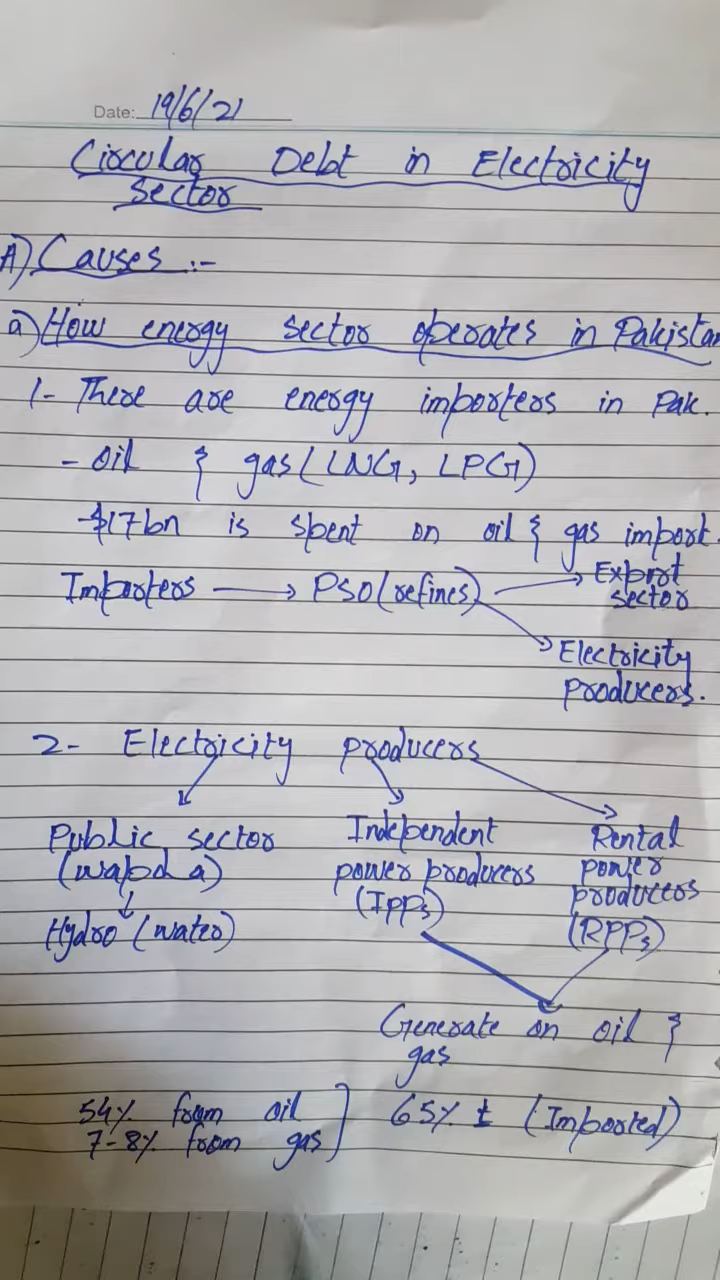 Date: 19/6/21
Circular Debt in Electricity
Sector
A) Causes :-
a) How energy sector operates in Pakistan
1- There are energy importers in Pak.
- Oil & gas (LNG, LPG)
- $17bn is spent on oil & gas import.
Importers → PSO (refines) → Export
sector
→ Electricity
producers.
2- Electricity producers
Public sector
(wapda)
↓
Hydro (water)
Independent
power producers
(IPPs)
Rental
power
producers
(RPPs)
Generate on oil &
gas
54% from oil
7-8% from gas
65% ± (Imported)